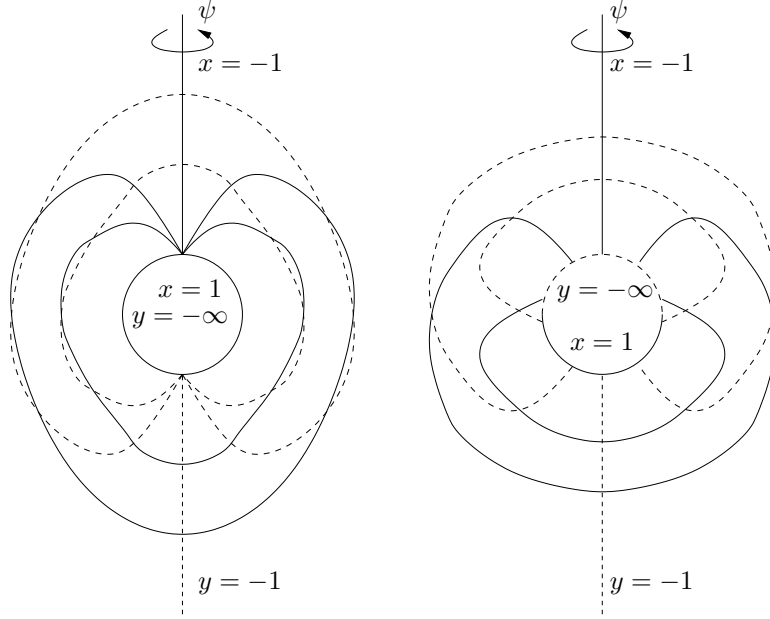 ψ
x = −1
x = 1
y = −∞
y = −1
ψ
x = −1
y = −∞
x = 1
y = −1